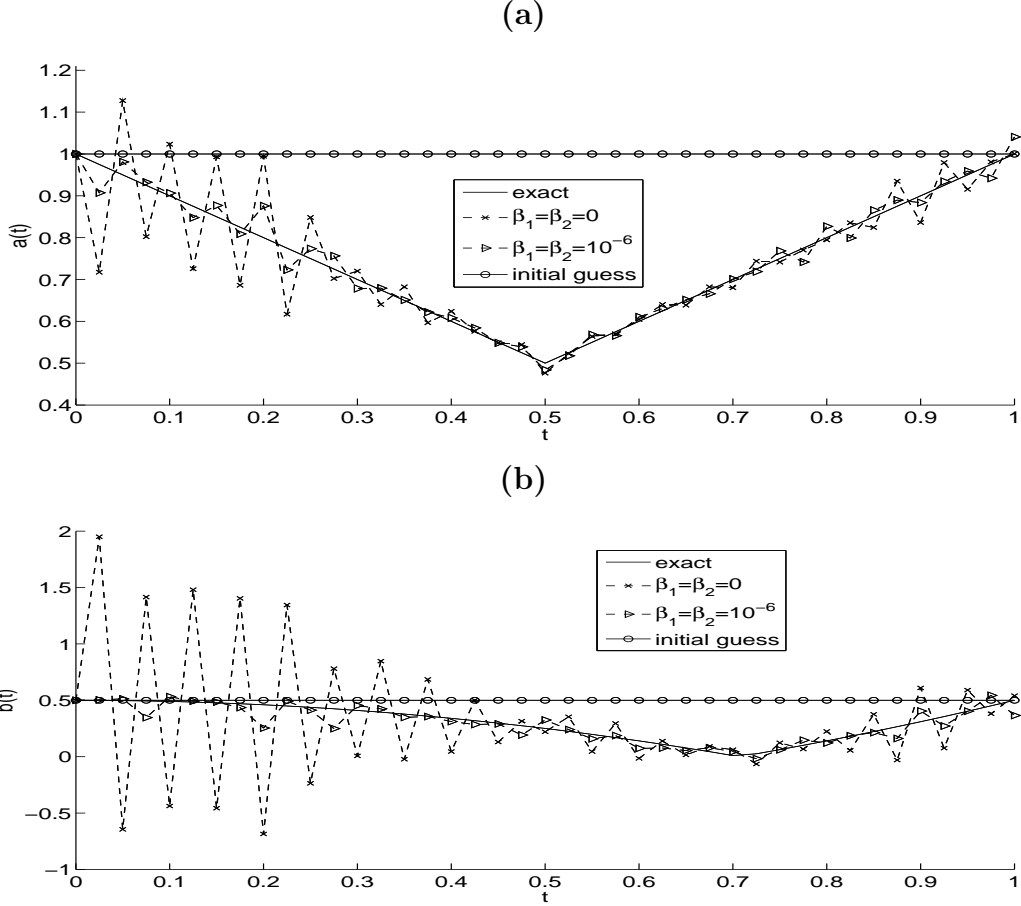 (a)
1.2
1.1
1
0.9
0.8
0.7
0.6
0.5
0.4
a(t)
exact
β₁=β₂=0
β₁=β₂=10⁻⁶
initial guess
0 0.1 0.2 0.3 0.4 0.5 0.6 0.7 0.8 0.9 1
t
(b)
2
1.5
1
0.5
0
−0.5
−1
b(t)
exact
β₁=β₂=0
β₁=β₂=10⁻⁶
initial guess
0 0.1 0.2 0.3 0.4 0.5 0.6 0.7 0.8 0.9 1
t